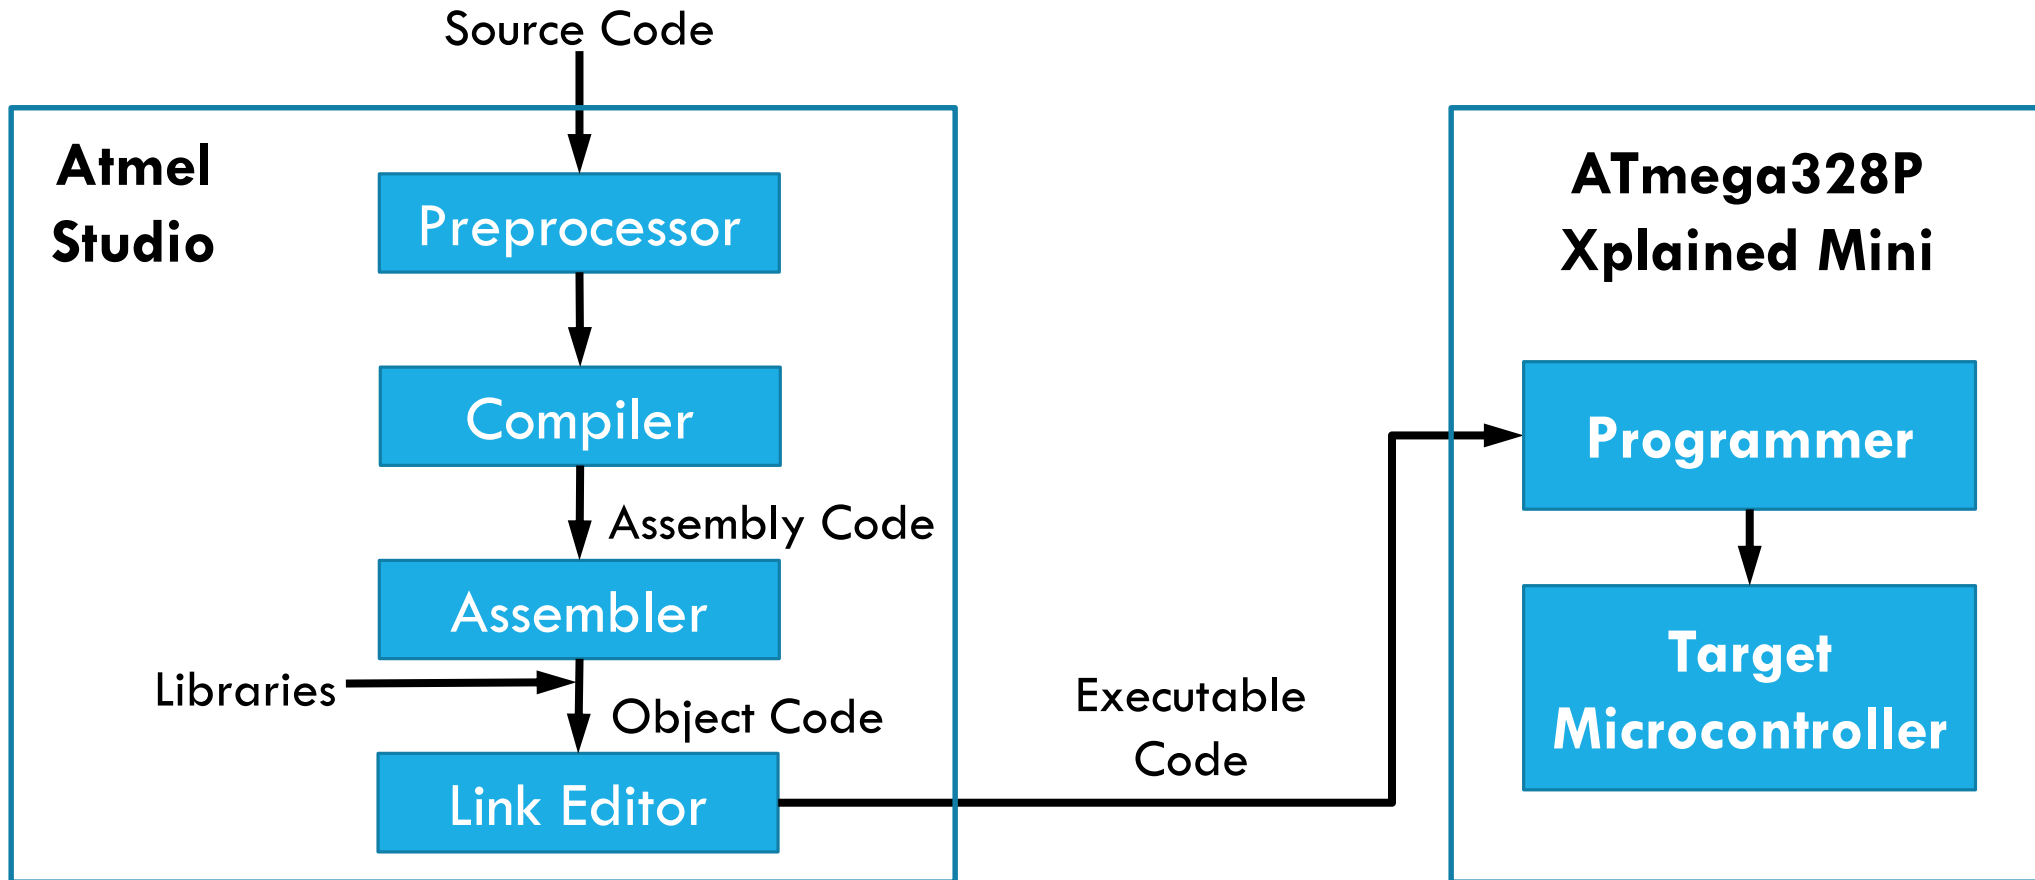 Source Code
Atmel
Studio
Preprocessor
Compiler
Assembly Code
Assembler
Libraries
Object Code
Link Editor
Executable
Code
ATmega328P
Xplained Mini
Programmer
Target
Microcontroller